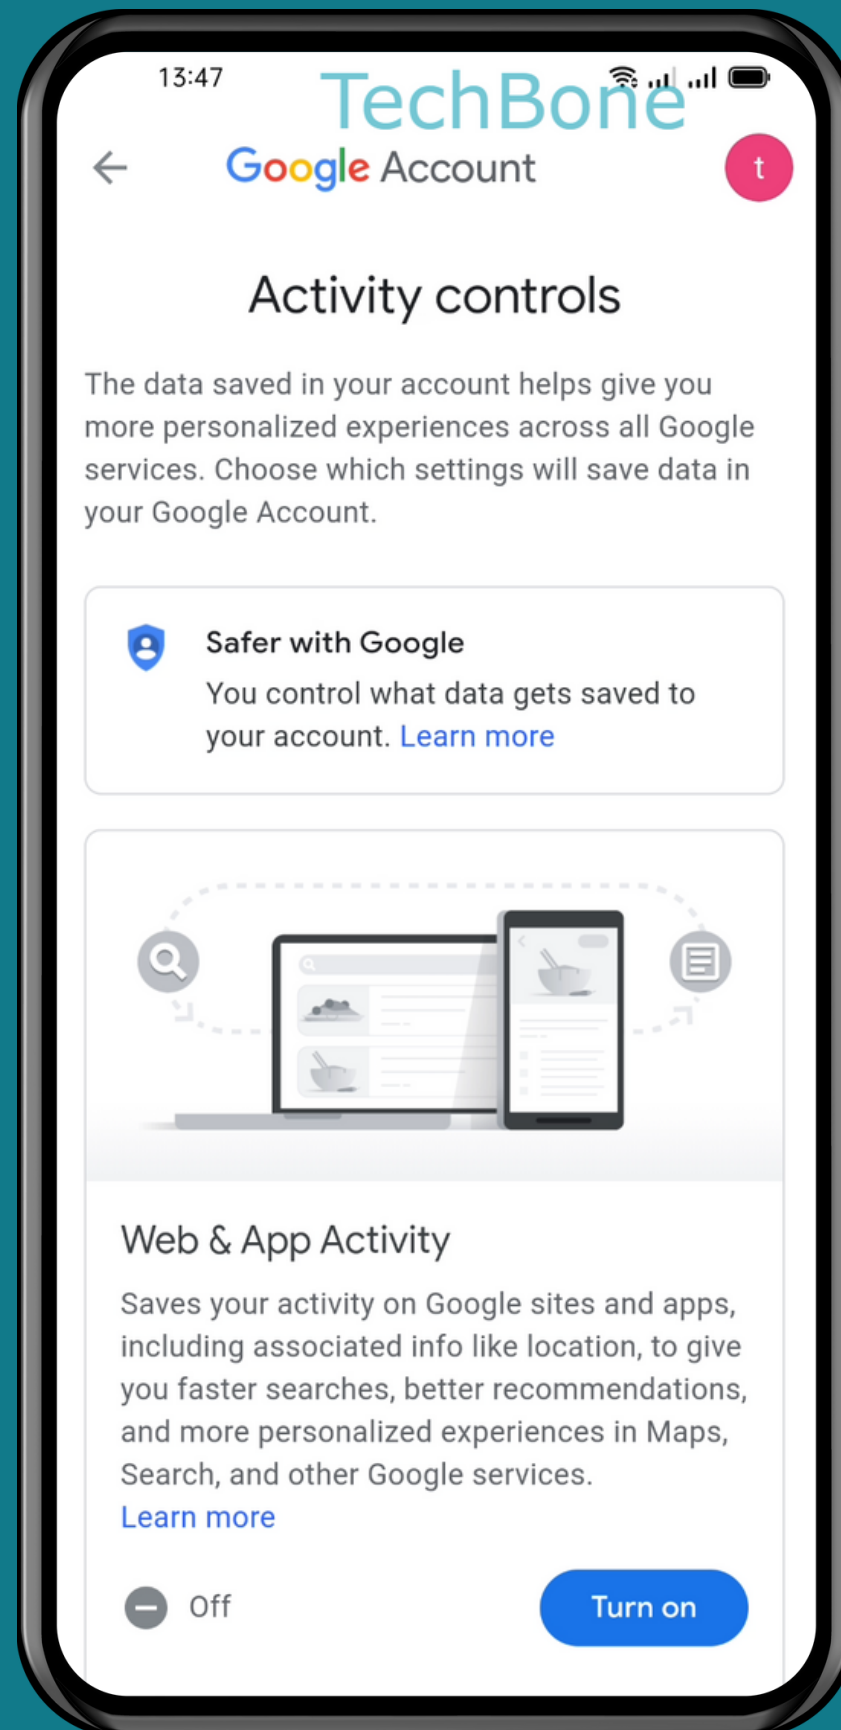 13:47
TechBone
Google Account
t
Activity controls
The data saved in your account helps give you
more personalized experiences across all Google
services. Choose which settings will save data in
your Google Account.
Safer with Google
You control what data gets saved to
your account. Learn more
Web & App Activity
Saves your activity on Google sites and apps,
including associated info like location, to give
you faster searches, better recommendations,
and more personalized experiences in Maps,
Search, and other Google services.
Learn more
Off
Turn on